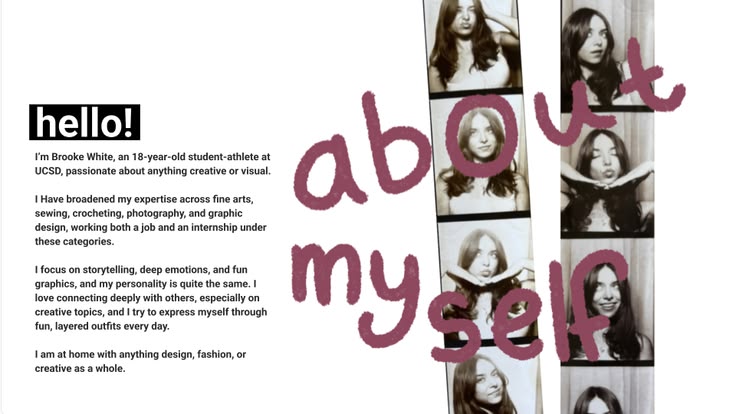 hello!
I'm Brooke White, an 18-year-old student-athlete at
UCSD, passionate about anything creative or visual.
I Have broadened my expertise across fine arts,
sewing, crocheting, photography, and graphic
design, working both a job and an internship under
these categories.
I focus on storytelling, deep emotions, and fun
graphics, and my personality is quite the same. I
love connecting deeply with others, especially on
creative topics, and I try to express myself through
fun, layered outfits every day.
I am at home with anything design, fashion, or
creative as a whole.
about
myself